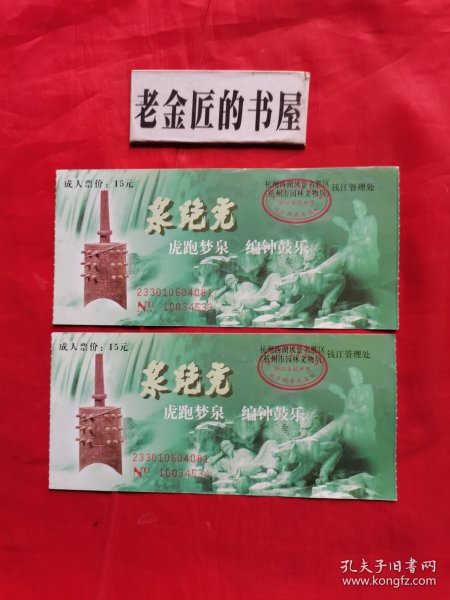 老金匠的书屋
成人票价：15元
杭州西湖风景名胜区
杭州市园林文物局
钱江管理处
虎跑梦泉 编钟鼓乐
233010604084
№ 10034533
成人票价：15元
杭州西湖风景名胜区
杭州市园林文物局
钱江管理处
虎跑梦泉 编钟鼓乐
233010604084
№ 10034534
孔夫子旧书网
www.kongfz.com